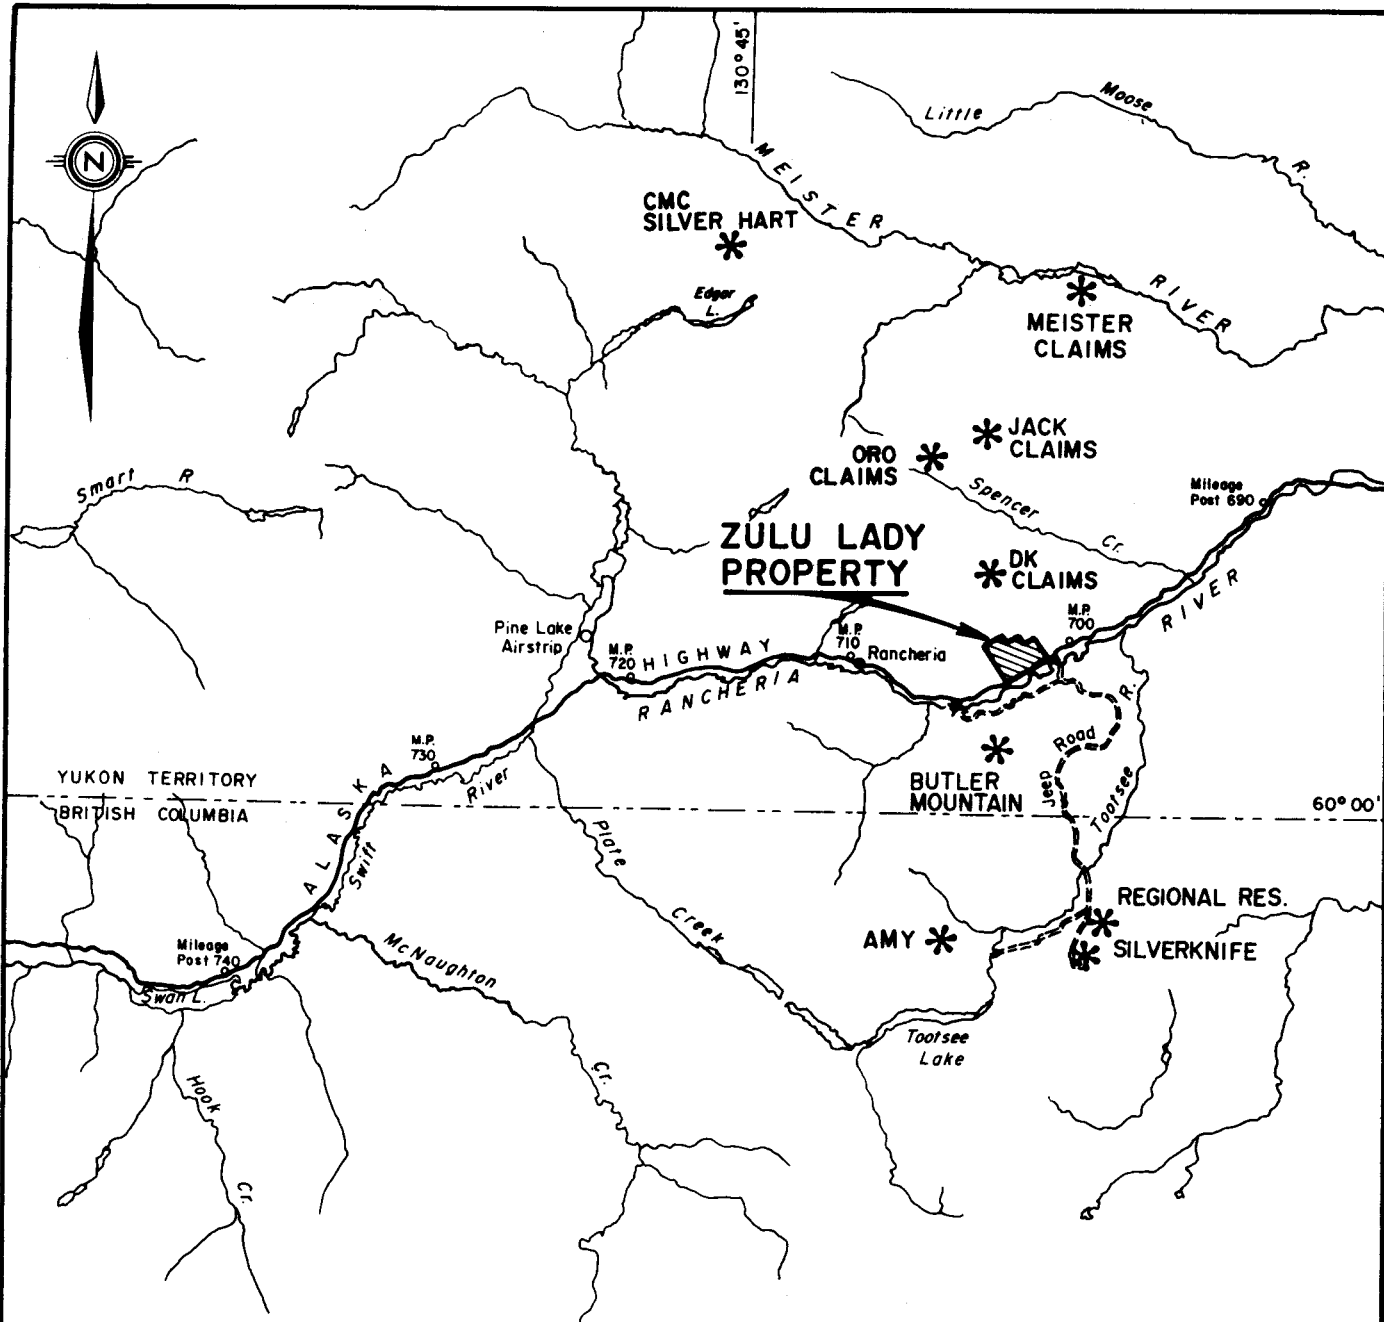 130° 45'
Little Moose R.
N
MEISTER RIVER
CMC
SILVER HART
Edgar
L.
MEISTER
CLAIMS
JACK
CLAIMS
ORO
CLAIMS
Smart R
Spencer Cr.
Mileage
Post 690
ZULU LADY
PROPERTY
DK
CLAIMS
M.P.
700
Pine Lake
Airstrip
M.P.
720
M.P.
710
Rancheria
ALASKA HIGHWAY
RANCHERIA RIVER
M.P.
730
Swift River
Jeep Road
Tootsee R.
BUTLER
MOUNTAIN
YUKON TERRITORY
BRITISH COLUMBIA
60° 00'
Plate Creek
REGIONAL RES.
AMY
SILVERKNIFE
Mileage
Post 740
Swan L.
McNaughton Cr.
Tootsee
Lake
Hook Cr.